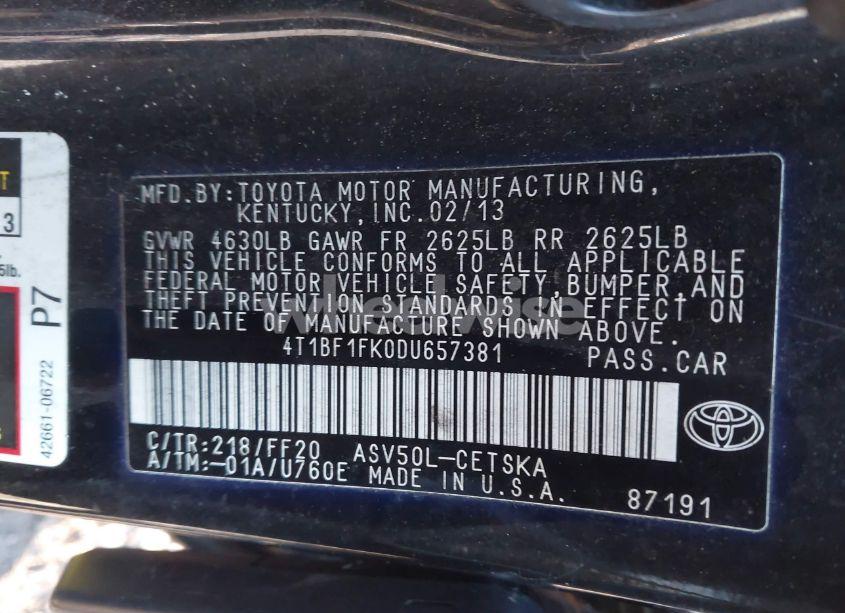 MFD.BY:TOYOTA MOTOR MANUFACTURING,
KENTUCKY,INC.02/13
GVWR 4630LB GAWR FR 2625LB RR 2625LB
THIS VEHICLE CONFORMS TO ALL APPLICABLE
FEDERAL MOTOR VEHICLE SAFETY,BUMPER,AND
THEFT PREVENTION STANDARDS IN EFFECT ON
THE DATE OF MANUFACTURE SHOWN ABOVE.
4T1BF1FK0DU657381 PASS.CAR
C/TR:218/FF20 ASV50L-CETSKA
A/TM:-01A/U760E MADE IN U.S.A.
87191
wheelwise
3
5lb.
P7
42661-06722